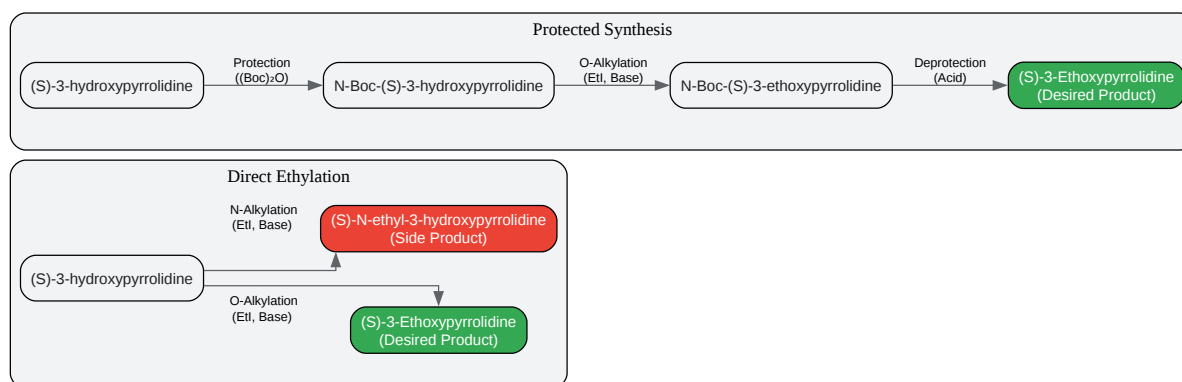 Protected Synthesis
(S)-3-hydroxypyrrolidine
Protection
((Boc)₂O)
N-Boc-(S)-3-hydroxypyrrolidine
O-Alkylation
(EtI, Base)
N-Boc-(S)-3-ethoxypyrrolidine
Deprotection
(Acid)
(S)-3-Ethoxypyrrolidine
(Desired Product)
Direct Ethylation
(S)-3-hydroxypyrrolidine
N-Alkylation
(EtI, Base)
(S)-N-ethyl-3-hydroxypyrrolidine
(Side Product)
O-Alkylation
(EtI, Base)
(S)-3-Ethoxypyrrolidine
(Desired Product)